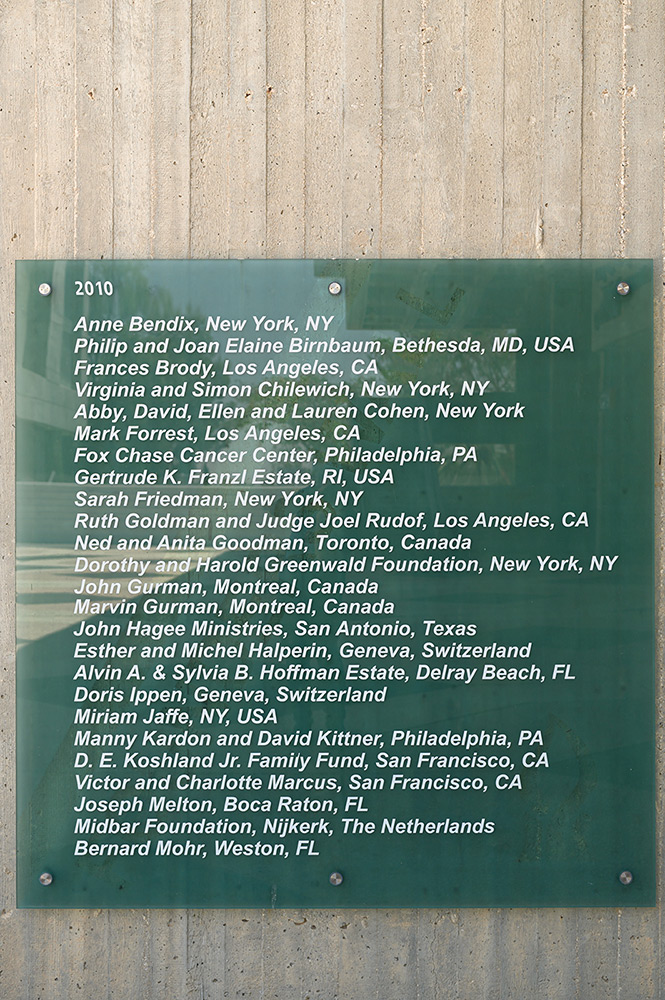 2010
Anne Bendix, New York, NY
Philip and Joan Elaine Birnbaum, Bethesda, MD, USA
Frances Brody, Los Angeles, CA
Virginia and Simon Chilewich, New York, NY
Abby, David, Ellen and Lauren Cohen, New York
Mark Forrest, Los Angeles, CA
Fox Chase Cancer Center, Philadelphia, PA
Gertrude K. Franzl Estate, RI, USA
Sarah Friedman, New York, NY
Ruth Goldman and Judge Joel Rudof, Los Angeles, CA
Ned and Anita Goodman, Toronto, Canada
Dorothy and Harold Greenwald Foundation, New York, NY
John Gurman, Montreal, Canada
Marvin Gurman, Montreal, Canada
John Hagee Ministries, San Antonio, Texas
Esther and Michel Halperin, Geneva, Switzerland
Alvin A. & Sylvia B. Hoffman Estate, Delray Beach, FL
Doris Ippen, Geneva, Switzerland
Miriam Jaffe, NY, USA
Manny Kardon and David Kittner, Philadelphia, PA
D. E. Koshland Jr. Family Fund, San Francisco, CA
Victor and Charlotte Marcus, San Francisco, CA
Joseph Melton, Boca Raton, FL
Midbar Foundation, Nijkerk, The Netherlands
Bernard Mohr, Weston, FL